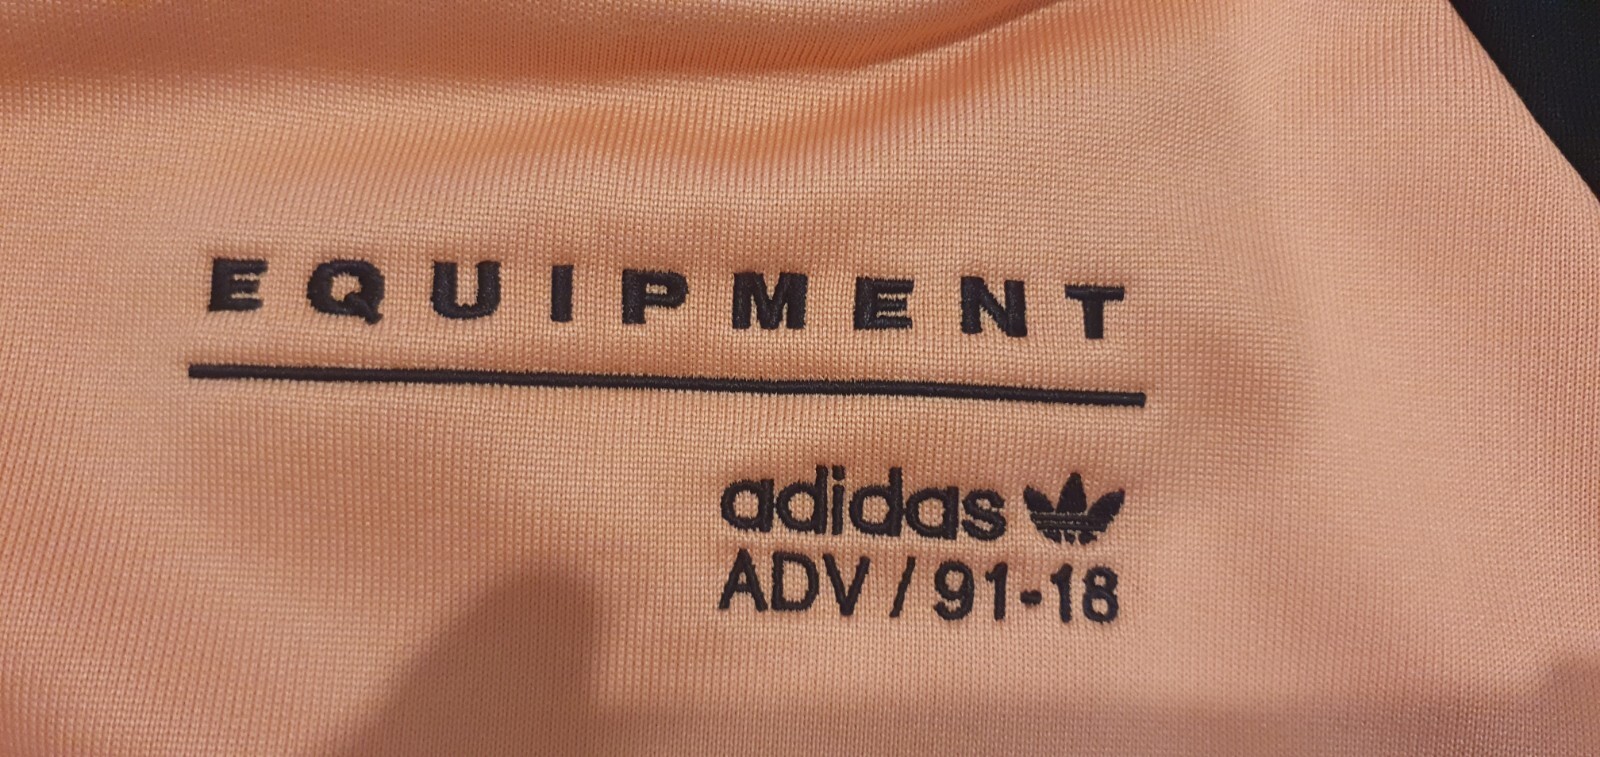 EQUIPMENT
adidas
ADV / 91-18